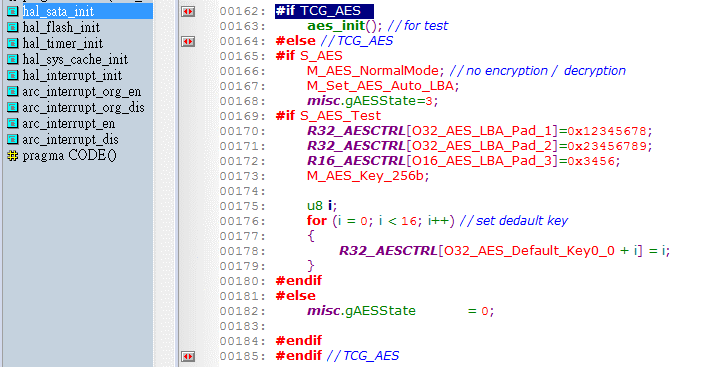 hal_sata_init
hal_flash_init
hal_timer_init
hal_sys_cache_init
hal_interrupt_init
arc_interrupt_org_en
arc_interrupt_org_dis
arc_interrupt_en
arc_interrupt_dis
pragma CODE()
00162: #if TCG_AES
00163: aes_init(); //for test
00164: #else //TCG_AES
00165: #if S_AES
00166: M_AES_NormalMode; //no encryption / decryption
00167: M_Set_AES_Auto_LBA;
00168: misc.gAESState=3;
00169: #if S_AES_Test
00170: R32_AESCTRL[O32_AES_LBA_Pad_1]=0x12345678;
00171: R32_AESCTRL[O32_AES_LBA_Pad_2]=0x23456789;
00172: R16_AESCTRL[O16_AES_LBA_Pad_3]=0x3456;
00173: M_AES_Key_256b;
00174:
00175: u8 i;
00176: for (i = 0; i < 16; i++) //set dedault key
00177: {
00178: R32_AESCTRL[O32_AES_Default_Key0_0 + i] = i;
00179: }
00180: #endif
00181: #else
00182: misc.gAESState = 0;
00183:
00184: #endif
00185: #endif //TCG_AES